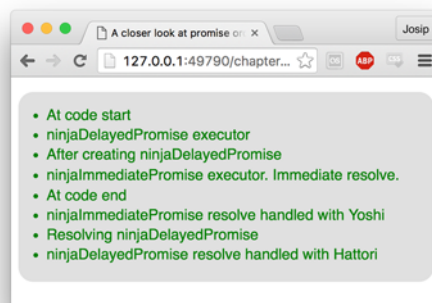 A closer look at promise or
Josip
127.0.0.1:49790/chapter...
ABP
At code start
ninjaDelayedPromise executor
After creating ninjaDelayedPromise
ninjaImmediatePromise executor. Immediate resolve.
At code end
ninjaImmediatePromise resolve handled with Yoshi
Resolving ninjaDelayedPromise
ninjaDelayedPromise resolve handled with Hattori